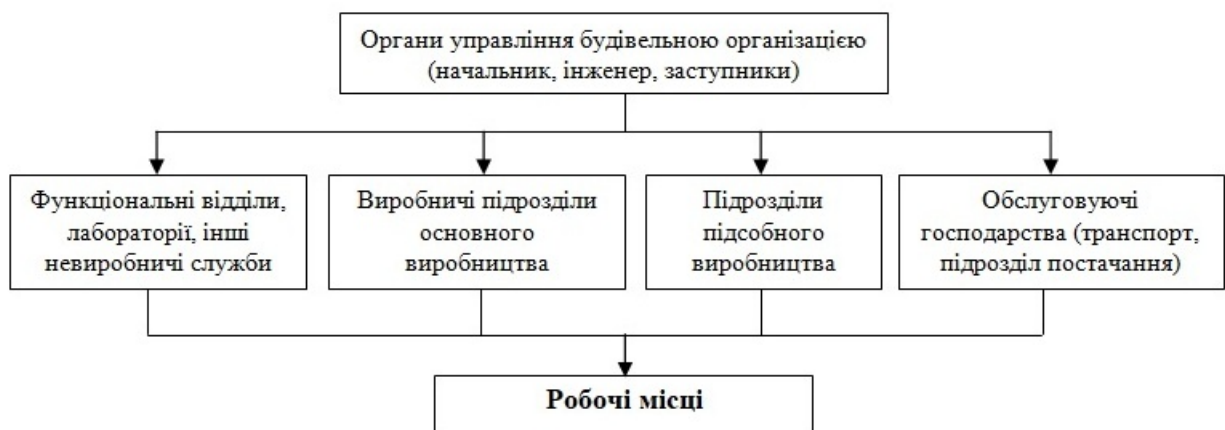 Органи управління будівельною організацією
(начальник, інженер, заступники)
Функціональні відділи,
лабораторії, інші
невиробничі служби
Виробничі підрозділи
основного
виробництва
Підрозділи
підсобного
виробництва
Обслуговуючі
господарства (транспорт,
підрозділ постачання)
Робочі місці